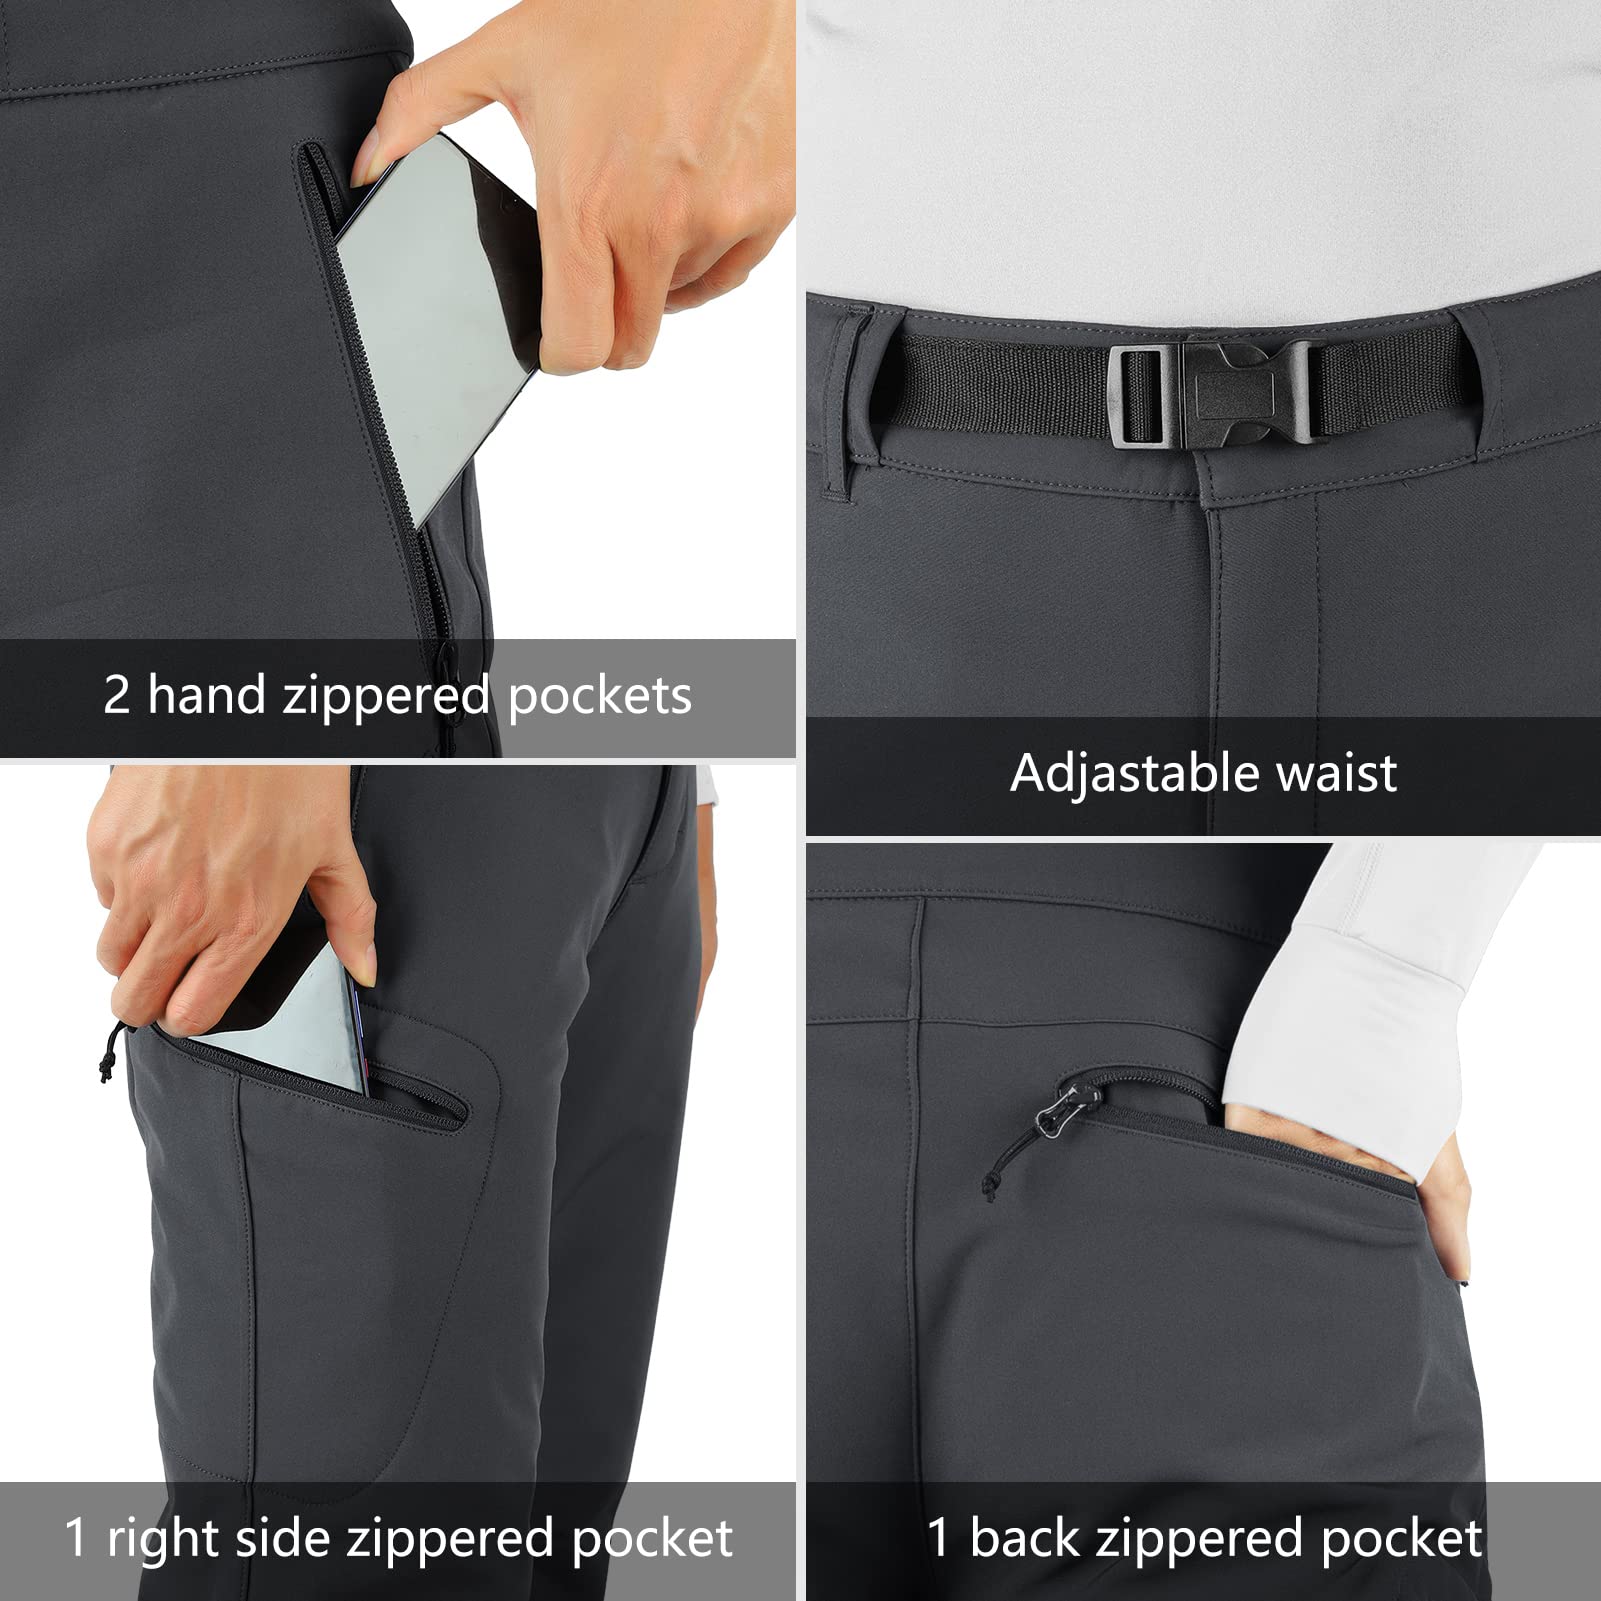 2 hand zippered pockets
Adjastable waist
1 right side zippered pocket
1 back zippered pocket